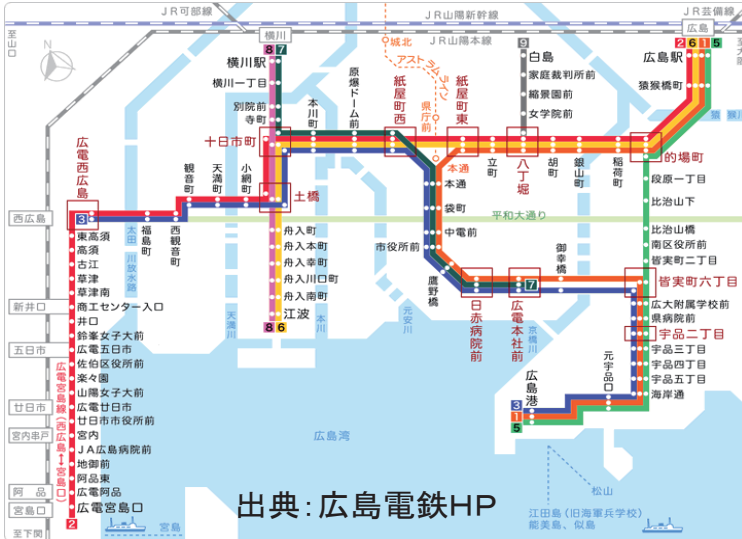 JR可部線
JR山陽新幹線
JR芸備線
至山口
N
横川
8 7
横川駅
横川一丁目
別院前
寺町
十日市町
本川町
原爆ドーム前
紙屋町西
城北
アストラムライン
県庁前
紙屋町東
JR山陽本線
9
白島
家庭裁判所前
縮景園前
女学院前
広島
2 6 1 5
広島駅
猿猴橋町
至大阪
猿猴川
本通
立町
八丁堀
胡町
銀山町
稲荷町
的場町
広電西広島
観音町
天満町
小網町
土橋
本通
袋町
中電前
市役所前
鷹野橋
日赤病院前
広電本社前
7
御幸橋
京橋川
平和大通り
段原一丁目
比治山下
比治山橋
南区役所前
皆実町二丁目
皆実町六丁目
広大附属学校前
県病院前
宇品二丁目
宇品三丁目
宇品四丁目
宇品五丁目
海岸通
元宇品口
広島港
3
1
5
西広島
3
福島町
西観音町
太田川放水路
天満川
本川
元安川
舟入町
舟入本町
舟入幸町
舟入川口町
舟入南町
江波
8 6
東高須
高須
古江
草津
草津南
新井口
商工センター入口
井口
鈴峯女子大前
五日市
広電五日市
佐伯区役所前
楽々園
山陽女子大前
廿日市
広電廿日市
廿日市市役所前
宮内串戸
宮内
JA広島病院前
地御前
阿品東
阿品
広電阿品
宮島口
広電宮島口
2
至下関
広電宮島線(西広島↔宮島口)
宮島
広島湾
松山
江田島(旧海軍兵学校)
能美島、似島
出典:広島電鉄HP